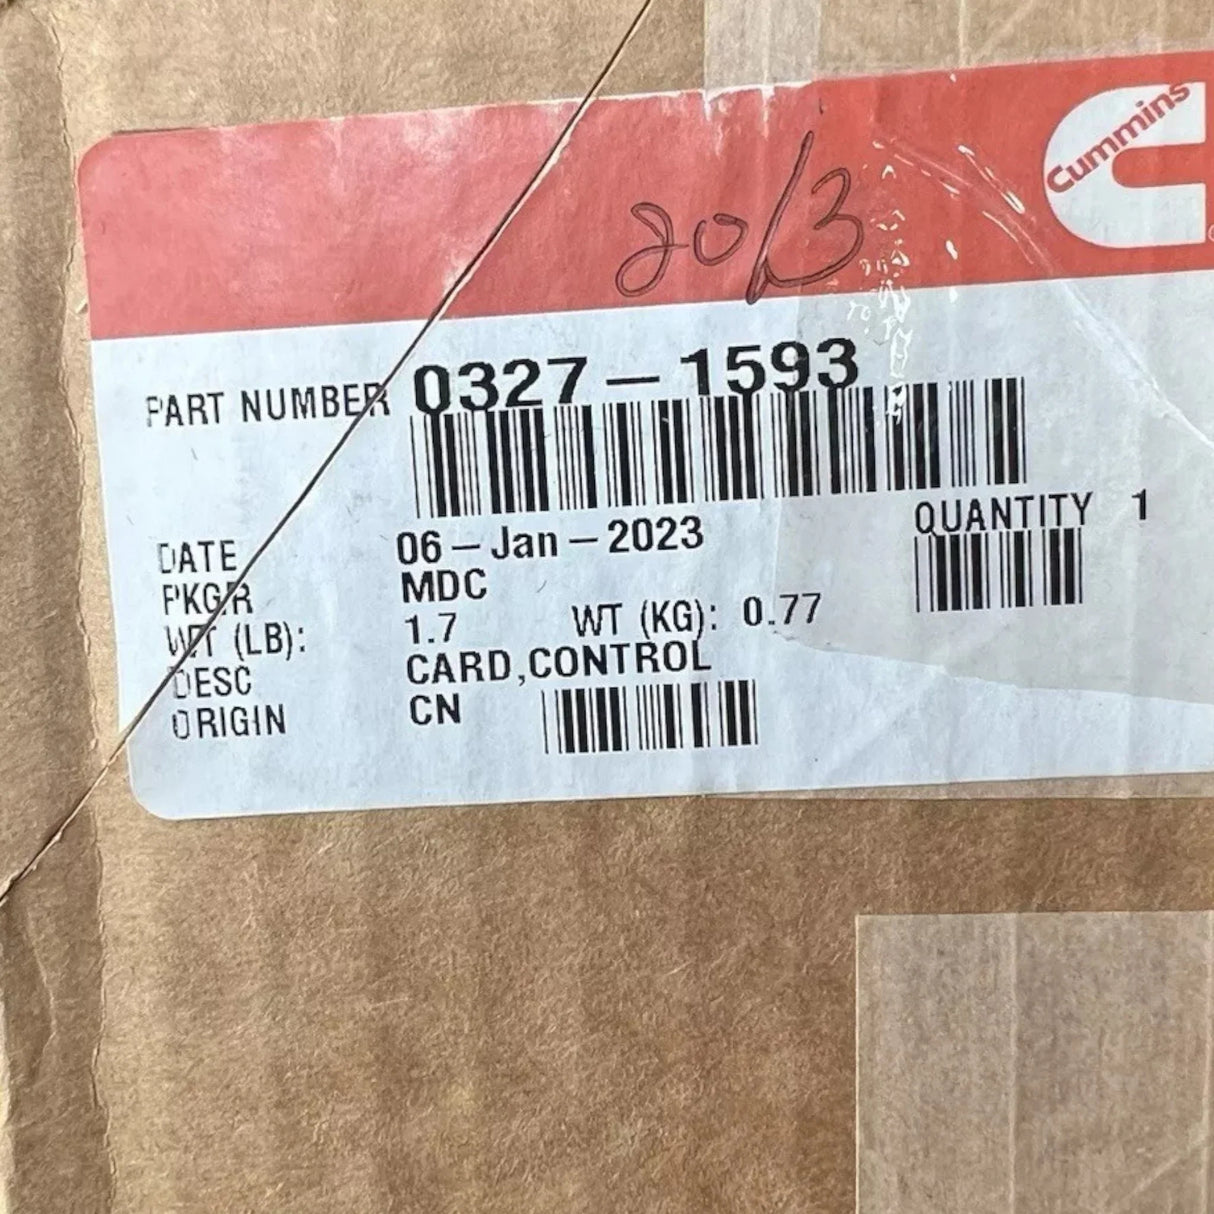 Cummins
2013
PART NUMBER 0327-1593
QUANTITY 1
DATE 06-Jan-2023
PKGR MDC
WT (LB): 1.7 WT (KG): 0.77
DESC CARD,CONTROL
ORIGIN CN